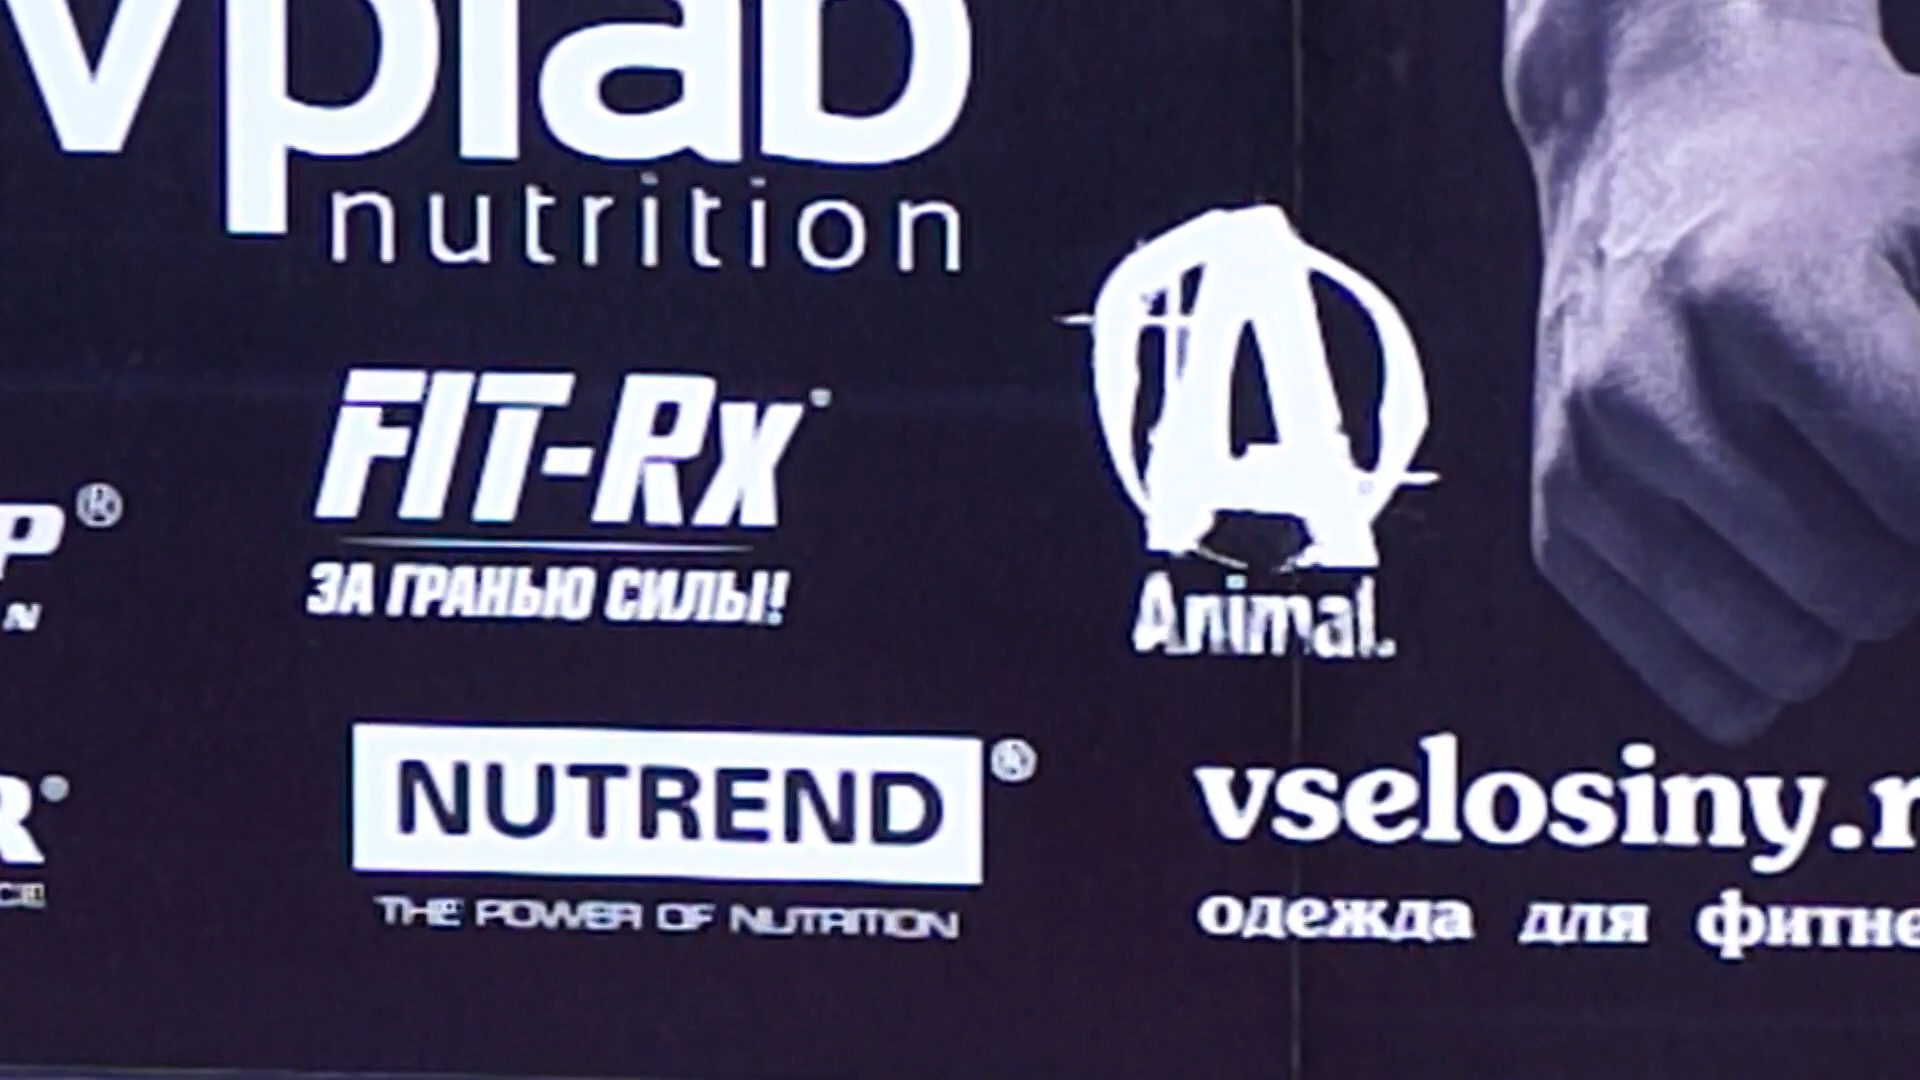 vplab
nutrition
FIT-Rx
ЗА ГРАНЬЮ СИЛЫ!
Animal.
P®
N
NUTREND®
THE POWER OF NUTRITION
R
vselosiny.r
одежда для фитне